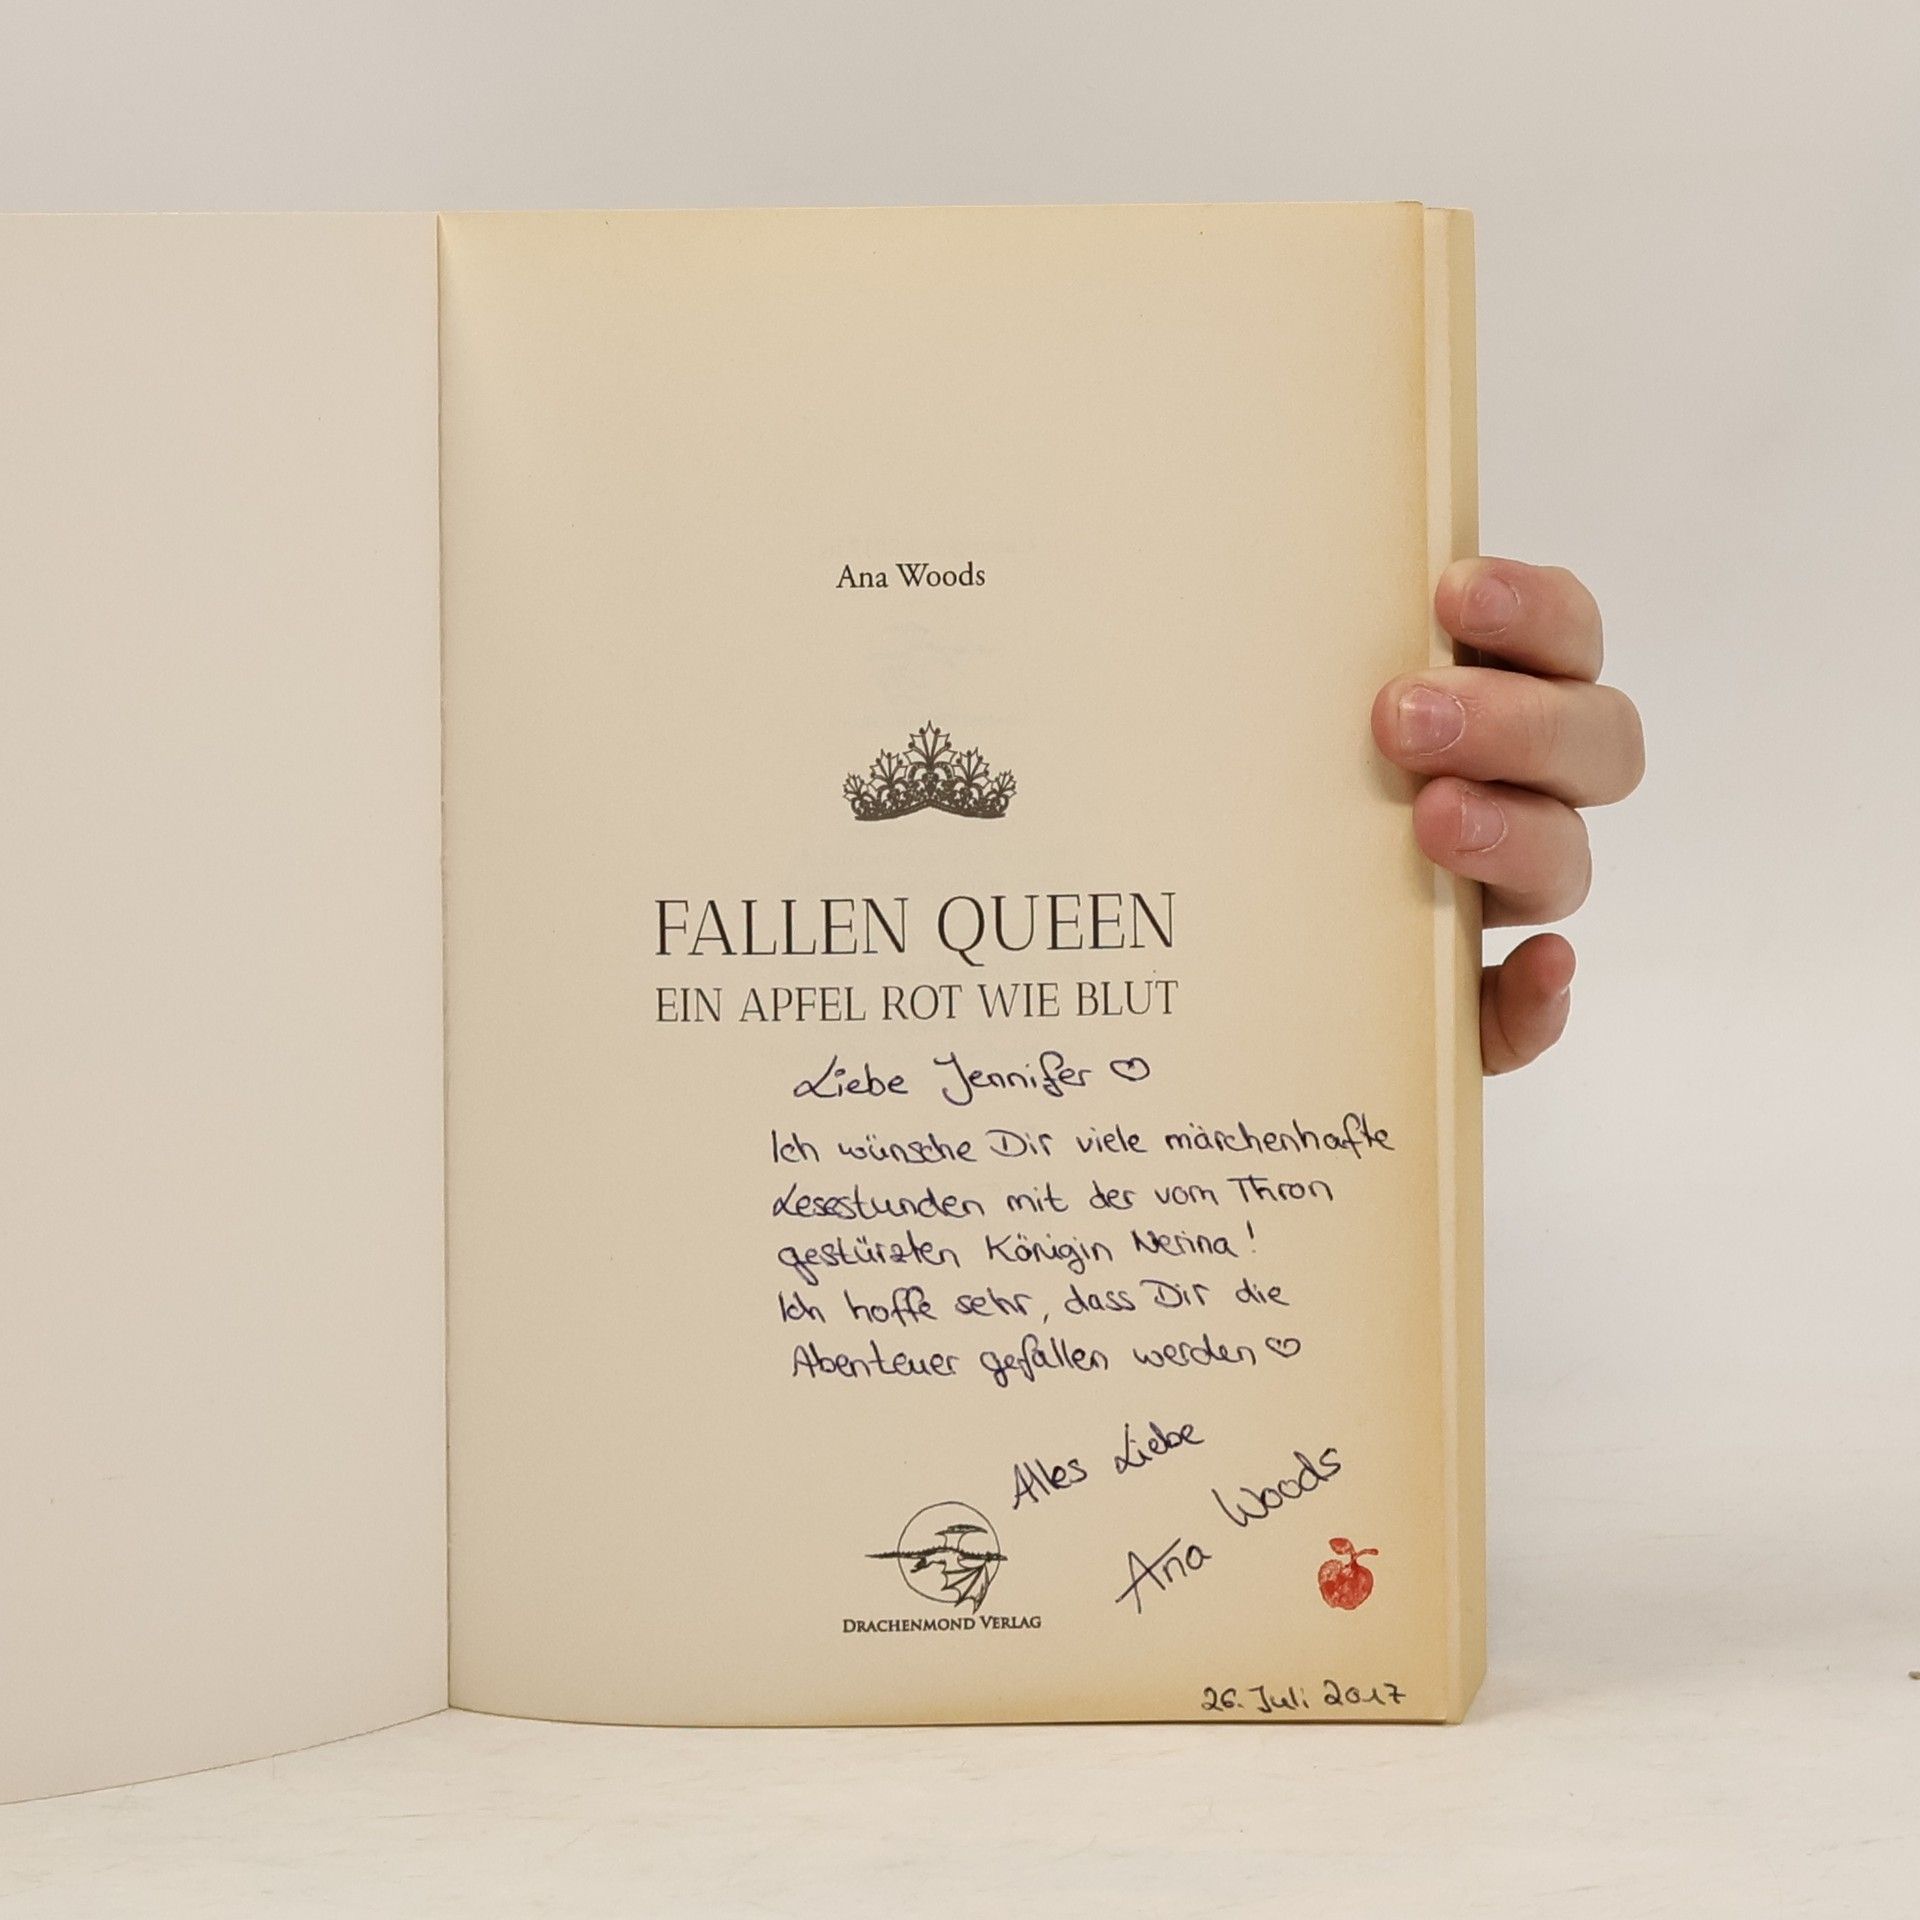 Ana Woods
FALLEN QUEEN
EIN APFEL ROT WIE BLUT
Liebe Jennifer ♡
Ich wünsche Dir viele märchenhafte
Lesestunden mit der vom Thron
gestürzten Königin Nerina!
Ich hoffe sehr, dass Dir die
Abenteuer gefallen werden ♡
Alles Liebe
Ana Woods
DRACHENMOND VERLAG
26. Juli 2017